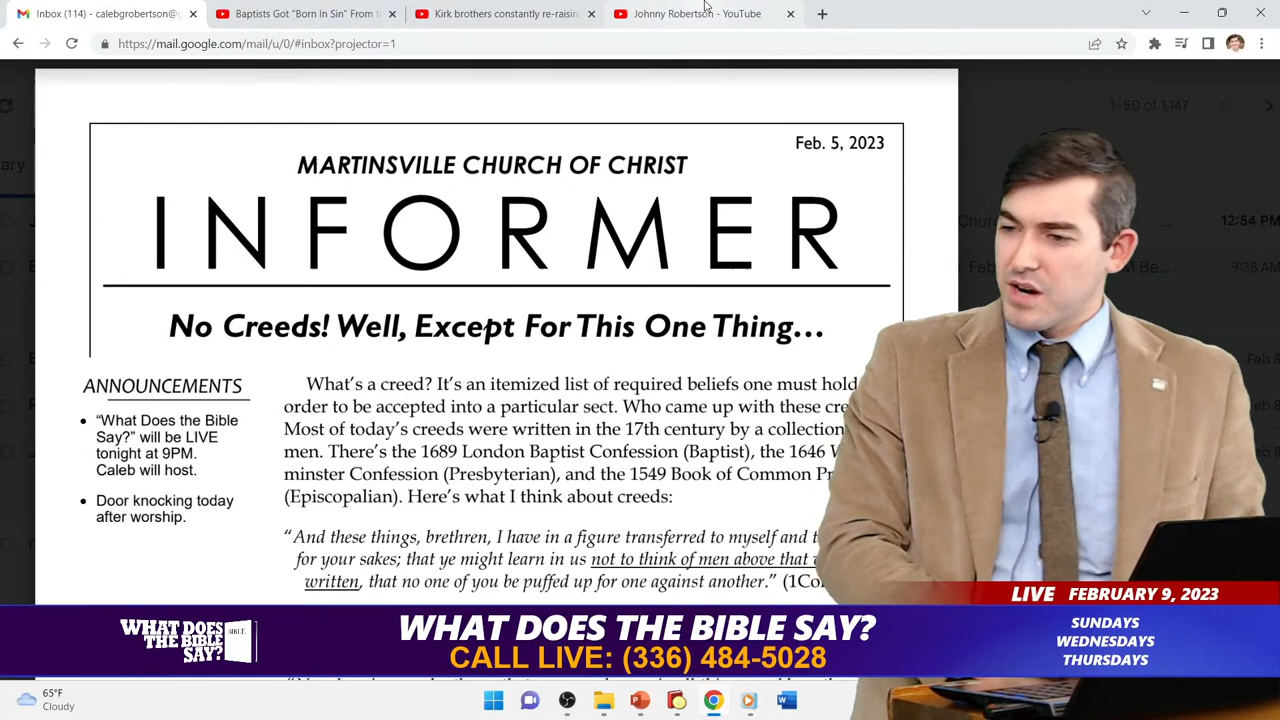 Inbox (114) - calebgrobertson@g
Baptists Got "Born In Sin" From t
Kirk brothers constantly re-raisin
Johnny Robertson - YouTube
https://mail.google.com/mail/u/0/#inbox?projector=1
1–50 of 1,147
ary
Feb. 5, 2023
MARTINSVILLE CHURCH OF CHRIST
INFORMER
No Creeds! Well, Except For This One Thing…
12:54 PM
9:38 AM
Feb 8
ANNOUNCEMENTS
• "What Does the Bible
Say?" will be LIVE
tonight at 9PM.
Caleb will host.
• Door knocking today
after worship.
What's a creed? It's an itemized list of required beliefs one must hold
order to be accepted into a particular sect. Who came up with these cre
Most of today's creeds were written in the 17th century by a collection
men. There's the 1689 London Baptist Confession (Baptist), the 1646 W
minster Confession (Presbyterian), and the 1549 Book of Common Pr
(Episcopalian). Here's what I think about creeds:
"And these things, brethren, I have in a figure transferred to myself and
for your sakes; that ye might learn in us not to think of men above that
written, that no one of you be puffed up for one against another." (1Co
LIVE FEBRUARY 9, 2023
WHAT DOES
THE BIBLE
SAY?
BIBLE
WHAT DOES THE BIBLE SAY?
CALL LIVE: (336) 484-5028
SUNDAYS
WEDNESDAYS
THURSDAYS
65°F
Cloudy